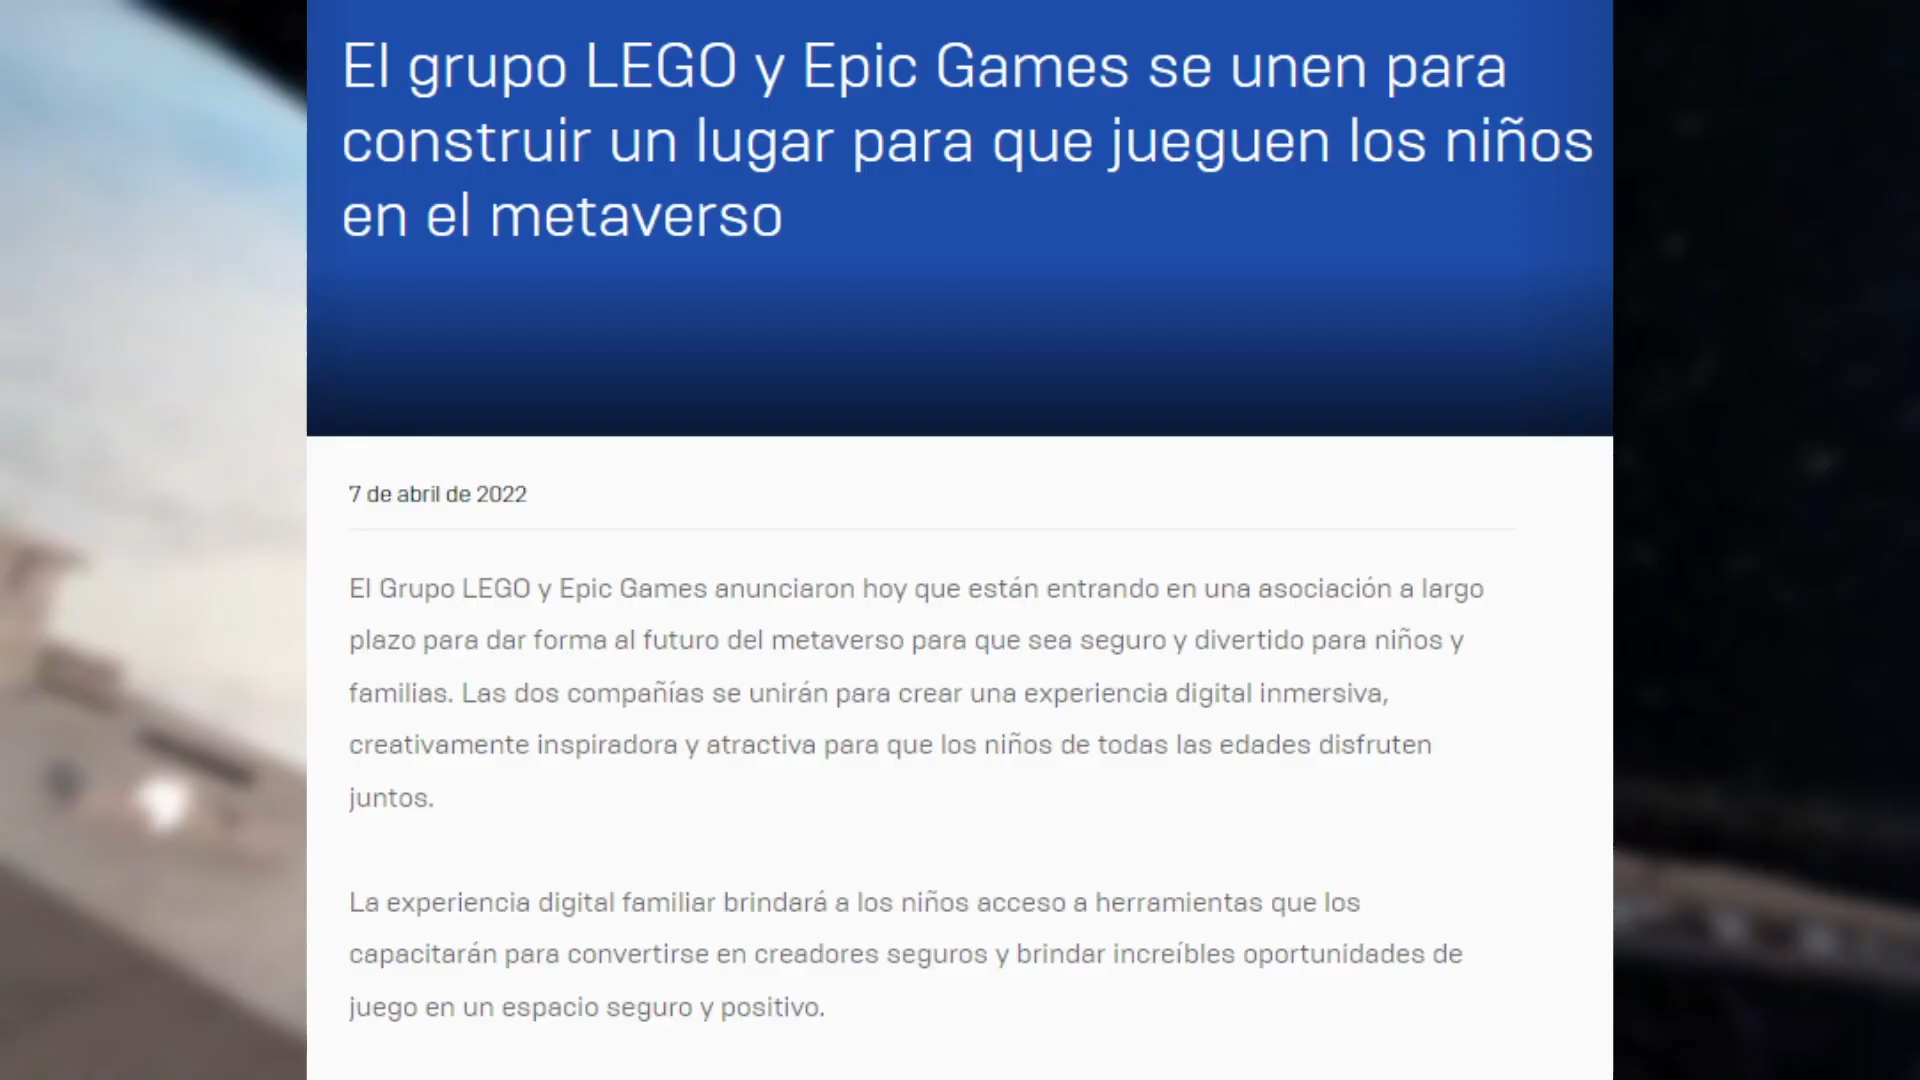 El grupo LEGO y Epic Games se unen para
construir un lugar para que jueguen los niños
en el metaverso
7 de abril de 2022
El Grupo LEGO y Epic Games anunciaron hoy que están entrando en una asociación a largo
plazo para dar forma al futuro del metaverso para que sea seguro y divertido para niños y
familias. Las dos compañías se unirán para crear una experiencia digital inmersiva,
creativamente inspiradora y atractiva para que los niños de todas las edades disfruten
juntos.
La experiencia digital familiar brindará a los niños acceso a herramientas que los
capacitarán para convertirse en creadores seguros y brindar increíbles oportunidades de
juego en un espacio seguro y positivo.